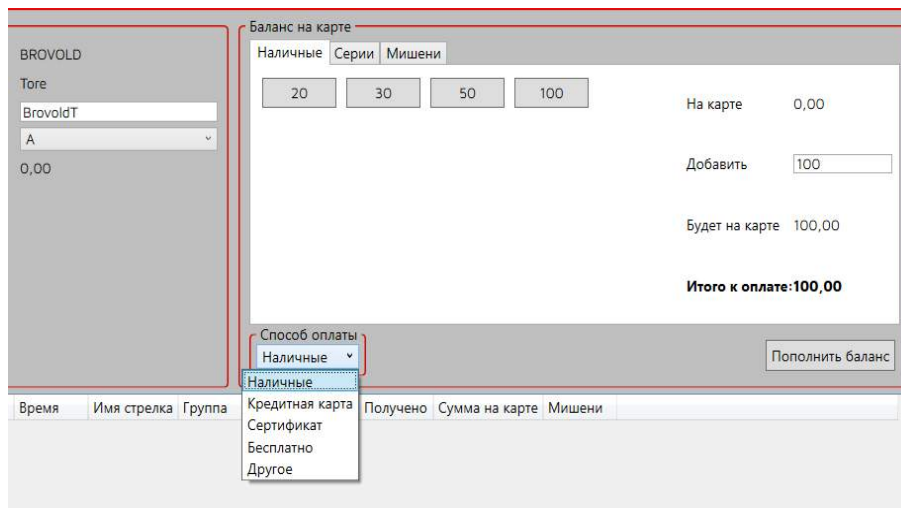 Баланс на карте
BROVOLD
Tore
BrovoldT
A
0,00
Наличные Серии Мишени
20 30 50 100
На карте 0,00
Добавить 100
Будет на карте 100,00
Итого к оплате:100,00
Способ оплаты
Наличные
Пополнить баланс
Наличные
Кредитная карта
Сертификат
Бесплатно
Другое
Время Имя стрелка Группа Получено Сумма на карте Мишени